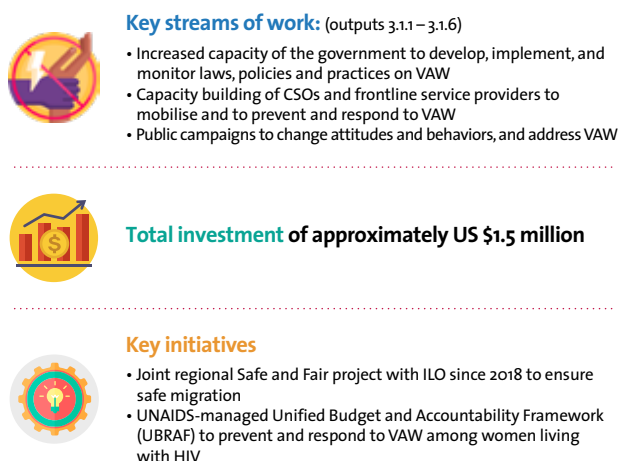 Key streams of work: (outputs 3.1.1 – 3.1.6)
• Increased capacity of the government to develop, implement, and
monitor laws, policies and practices on VAW
• Capacity building of CSOs and frontline service providers to
mobilise and to prevent and respond to VAW
• Public campaigns to change attitudes and behaviors, and address VAW
$
Total investment of approximately US $1.5 million
Key initiatives
• Joint regional Safe and Fair project with ILO since 2018 to ensure
safe migration
• UNAIDS-managed Unified Budget and Accountability Framework
(UBRAF) to prevent and respond to VAW among women living
with HIV